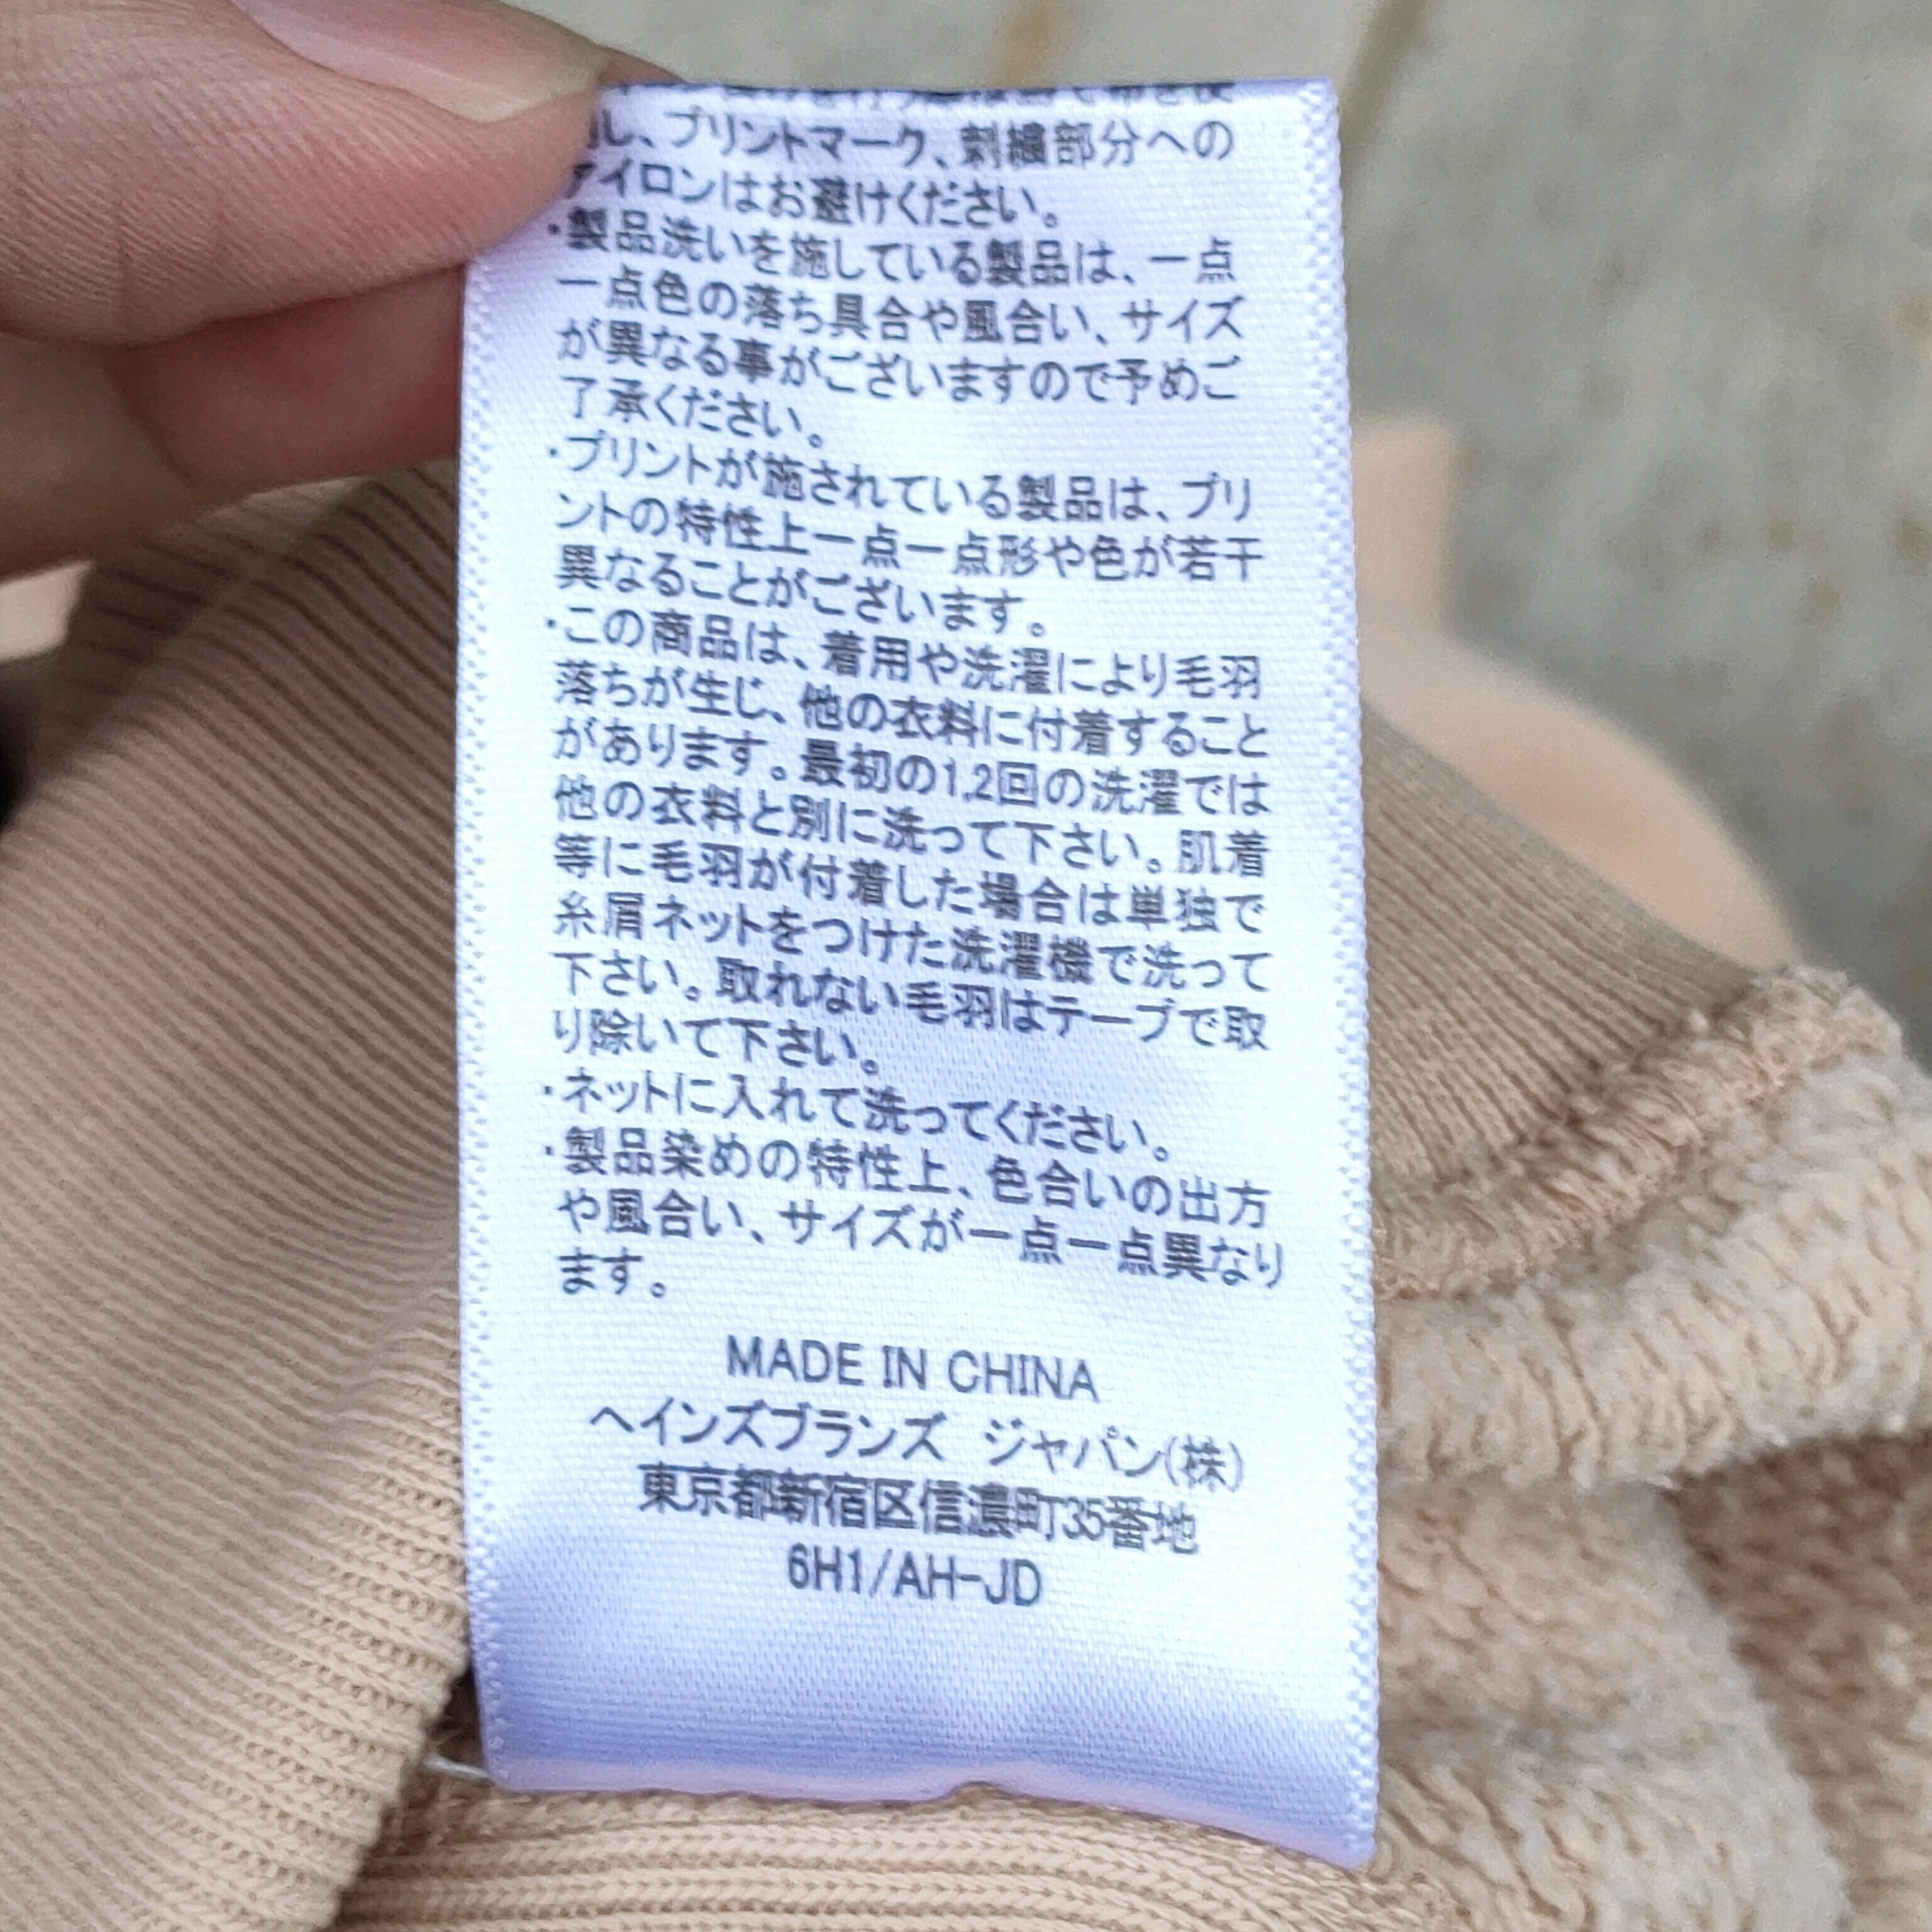 し、プリントマーク、刺繍部分への
アイロンはお避けください。
・製品洗いを施している製品は、一点
一点色の落ち具合や風合い、サイズ
が異なる事がございますので予めご
了承ください。
・プリントが施されている製品は、プリ
ントの特性上一点一点形や色が若干
異なることがございます。
・この商品は、着用や洗濯により毛羽
落ちが生じ、他の衣料に付着すること
があります。最初の1,2回の洗濯では
他の衣料と別に洗って下さい。肌着
等に毛羽が付着した場合は単独で
糸屑ネットをつけた洗濯機で洗って
下さい。取れない毛羽はテープで取
り除いて下さい。
・ネットに入れて洗ってください。
・製品染めの特性上、色合いの出方
や風合い、サイズが一点一点異なり
ます。
MADE IN CHINA
ヘインズブランズ ジャパン(株)
東京都新宿区信濃町35番地
6H1/AH-JD